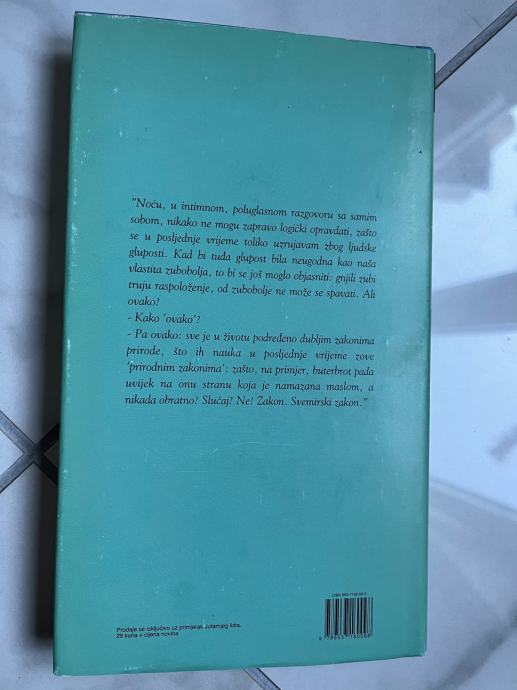 "Noću, u intimnom, poluglasnom razgovoru sa samim
sobom, nikako ne mogu zapravo logički opravdati, zašto
se u posljednje vrijeme toliko uzrujavam zbog ljudske
gluposti. Kad bi tuđa glupost bila neugodna kao naša
vlastita zubobolja, to bi se još moglo objasniti: gnjili zubi
truju raspoloženje, od zubobolje ne može se spavati. Ali
ovako?
- Kako 'ovako'?
- Pa ovako: sve je u životu podređeno dubljim zakonima
prirode, što ih nauka u posljednje vrijeme zove
'prirodnim zakonima': zašto, na primjer, buterbrot pada
uvijek na onu stranu koja je namazana maslom, a
nikada obratno? Slučaj? Ne! Zakon. Svemirski zakon."
Prodaje se isključivo uz primjerak Jutarnjeg lista,
29 kuna + cijena novina